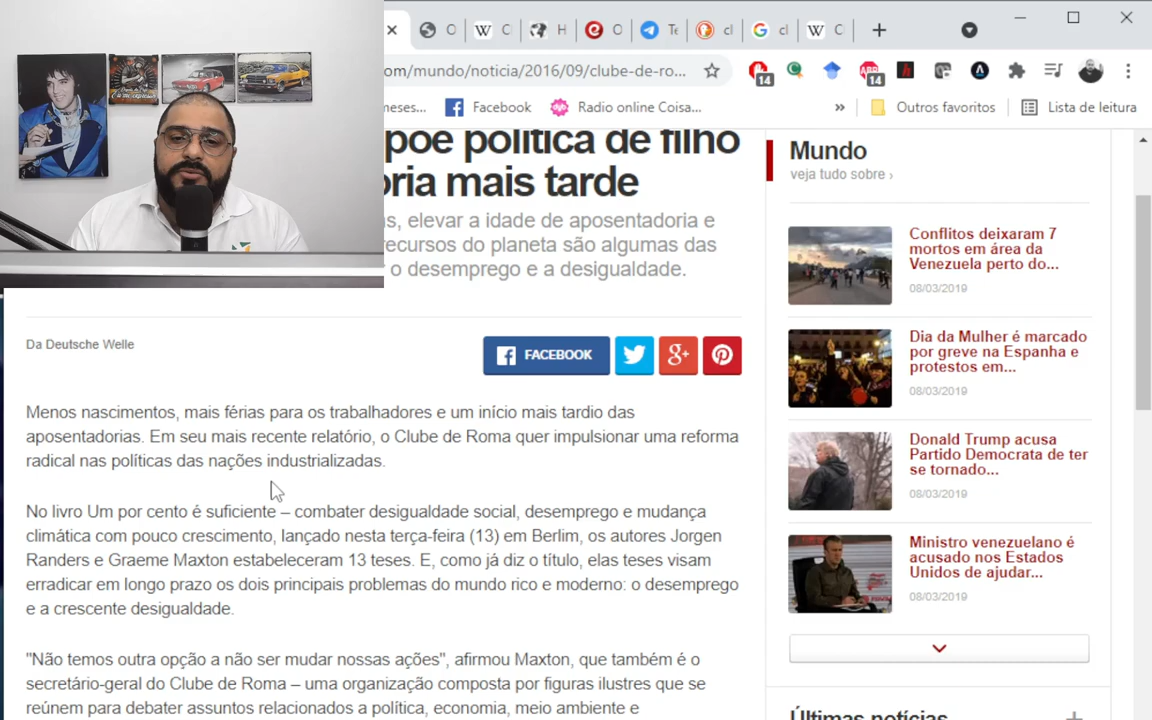 com/mundo/noticia/2016/09/clube-de-ro...
14
14
neses...
Facebook
Radio online Coisa...
»
Outros favoritos
Lista de leitura
põe política de filho
oria mais tarde
s, elevar a idade de aposentadoria e
recursos do planeta são algumas das
o desemprego e a desigualdade.
Da Deutsche Welle
FACEBOOK
Menos nascimentos, mais férias para os trabalhadores e um início mais tardio das
aposentadorias. Em seu mais recente relatório, o Clube de Roma quer impulsionar uma reforma
radical nas políticas das nações industrializadas.
No livro Um por cento é suficiente – combater desigualdade social, desemprego e mudança
climática com pouco crescimento, lançado nesta terça-feira (13) em Berlim, os autores Jorgen
Randers e Graeme Maxton estabeleceram 13 teses. E, como já diz o título, elas teses visam
erradicar em longo prazo os dois principais problemas do mundo rico e moderno: o desemprego
e a crescente desigualdade.
"Não temos outra opção a não ser mudar nossas ações", afirmou Maxton, que também é o
secretário-geral do Clube de Roma – uma organização composta por figuras ilustres que se
reúnem para debater assuntos relacionados a política, economia, meio ambiente e
Mundo
veja tudo sobre ›
Conflitos deixaram 7
mortos em área da
Venezuela perto do...
08/03/2019
Dia da Mulher é marcado
por greve na Espanha e
protestos em...
08/03/2019
Donald Trump acusa
Partido Democrata de ter
se tornado...
08/03/2019
Ministro venezuelano é
acusado nos Estados
Unidos de ajudar...
08/03/2019
Últimas notícias